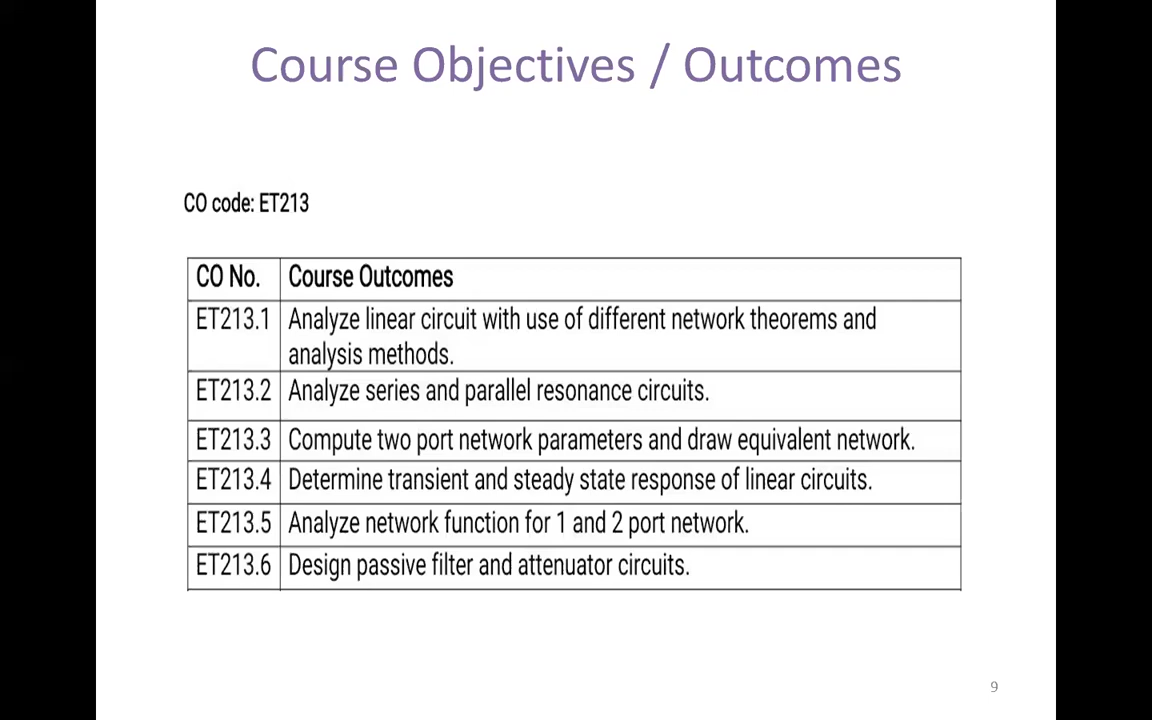 Course Objectives / Outcomes
CO code: ET213
CO No. Course Outcomes
ET213.1 Analyze linear circuit with use of different network theorems and
analysis methods.
ET213.2 Analyze series and parallel resonance circuits.
ET213.3 Compute two port network parameters and draw equivalent network.
ET213.4 Determine transient and steady state response of linear circuits.
ET213.5 Analyze network function for 1 and 2 port network.
ET213.6 Design passive filter and attenuator circuits.
9